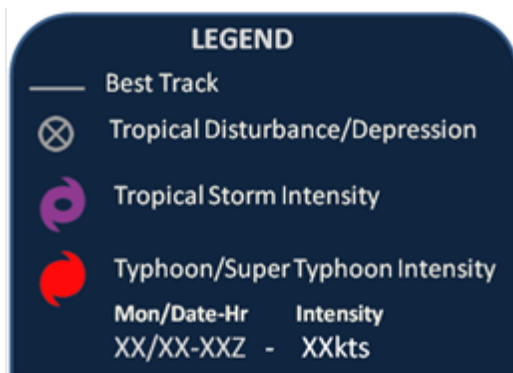 LEGEND
Best Track
Tropical Disturbance/Depression
Tropical Storm Intensity
Typhoon/Super Typhoon Intensity
Mon/Date-Hr Intensity
XX/XX-XXZ - XXkts